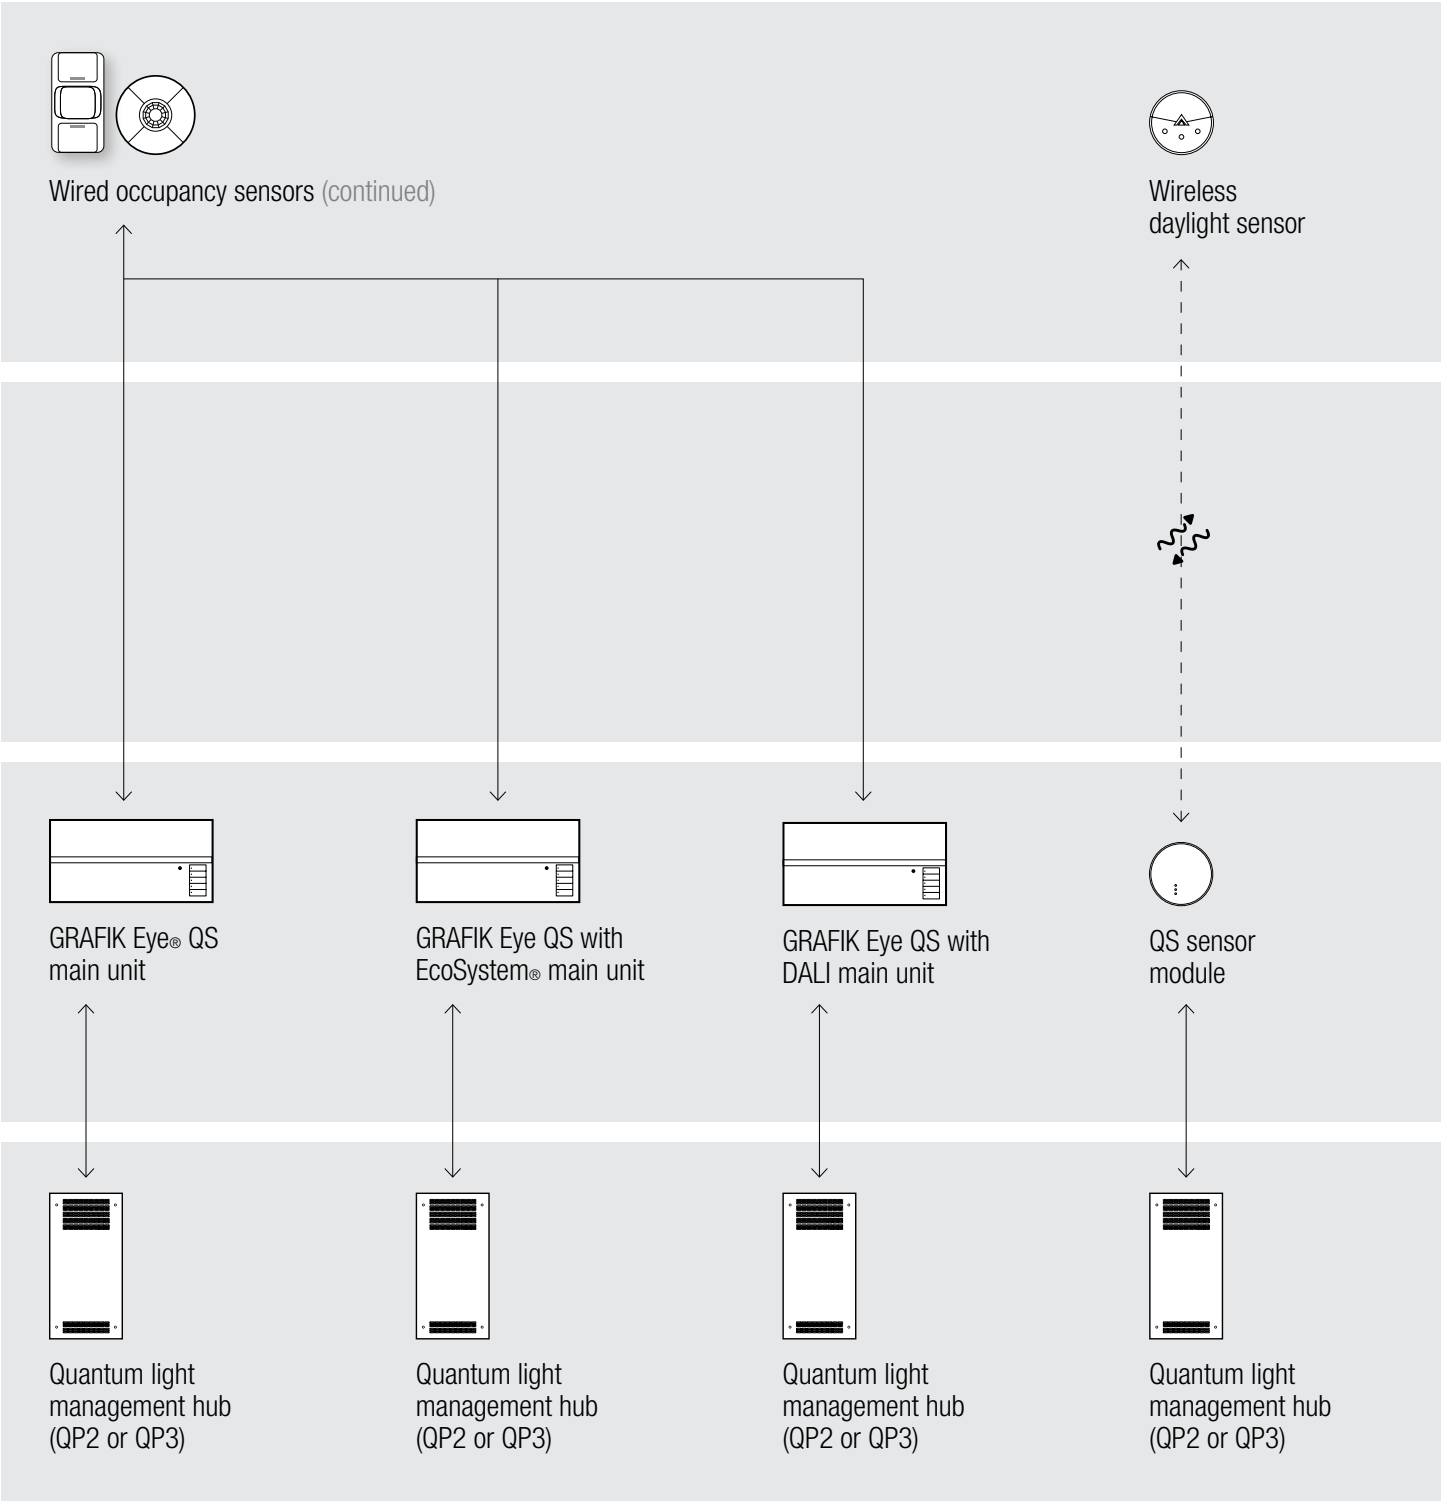 Wired occupancy sensors (continued)
Wireless
daylight sensor
GRAFIK Eye® QS
main unit
GRAFIK Eye QS with
EcoSystem® main unit
GRAFIK Eye QS with
DALI main unit
QS sensor
module
Quantum light
management hub
(QP2 or QP3)
Quantum light
management hub
(QP2 or QP3)
Quantum light
management hub
(QP2 or QP3)
Quantum light
management hub
(QP2 or QP3)